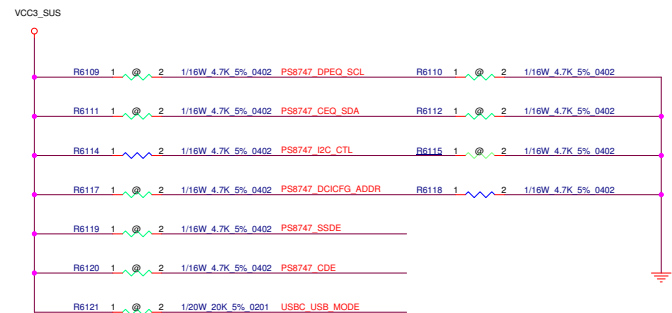 VCC3_SUS
R6109 1 @ 2 1/16W_4.7K_5%_0402 PS8747_DPEQ_SCL R6110 1 @ 2 1/16W_4.7K_5%_0402
R6111 1 @ 2 1/16W_4.7K_5%_0402 PS8747_CEQ_SDA R6112 1 @ 2 1/16W_4.7K_5%_0402
R6114 1 2 1/16W_4.7K_5%_0402 PS8747_I2C_CTL R6115 1 @ 2 1/16W_4.7K_5%_0402
R6117 1 @ 2 1/16W_4.7K_5%_0402 PS8747_DCICFG_ADDR R6118 1 2 1/16W_4.7K_5%_0402
R6119 1 @ 2 1/16W_4.7K_5%_0402 PS8747_SSDE
R6120 1 @ 2 1/16W_4.7K_5%_0402 PS8747_CDE
R6121 1 @ 2 1/20W_20K_5%_0201 USBC_USB_MODE